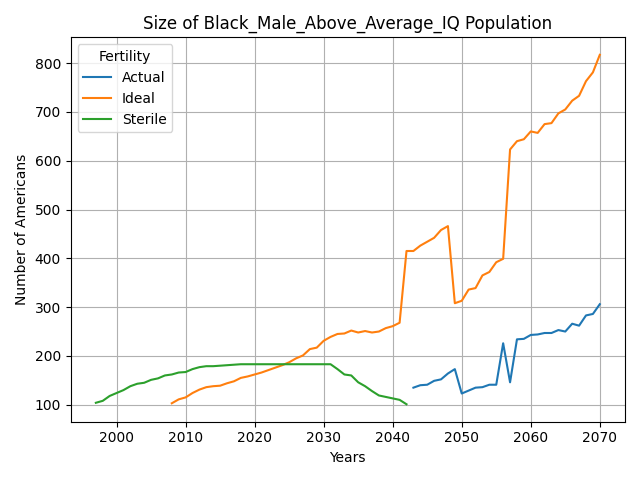 Size of Black_Male_Above_Average_IQ Population
Fertility
Actual
Ideal
Sterile
Number of Americans
800
700
600
500
400
300
200
100
2000 2010 2020 2030 2040 2050 2060 2070
Years